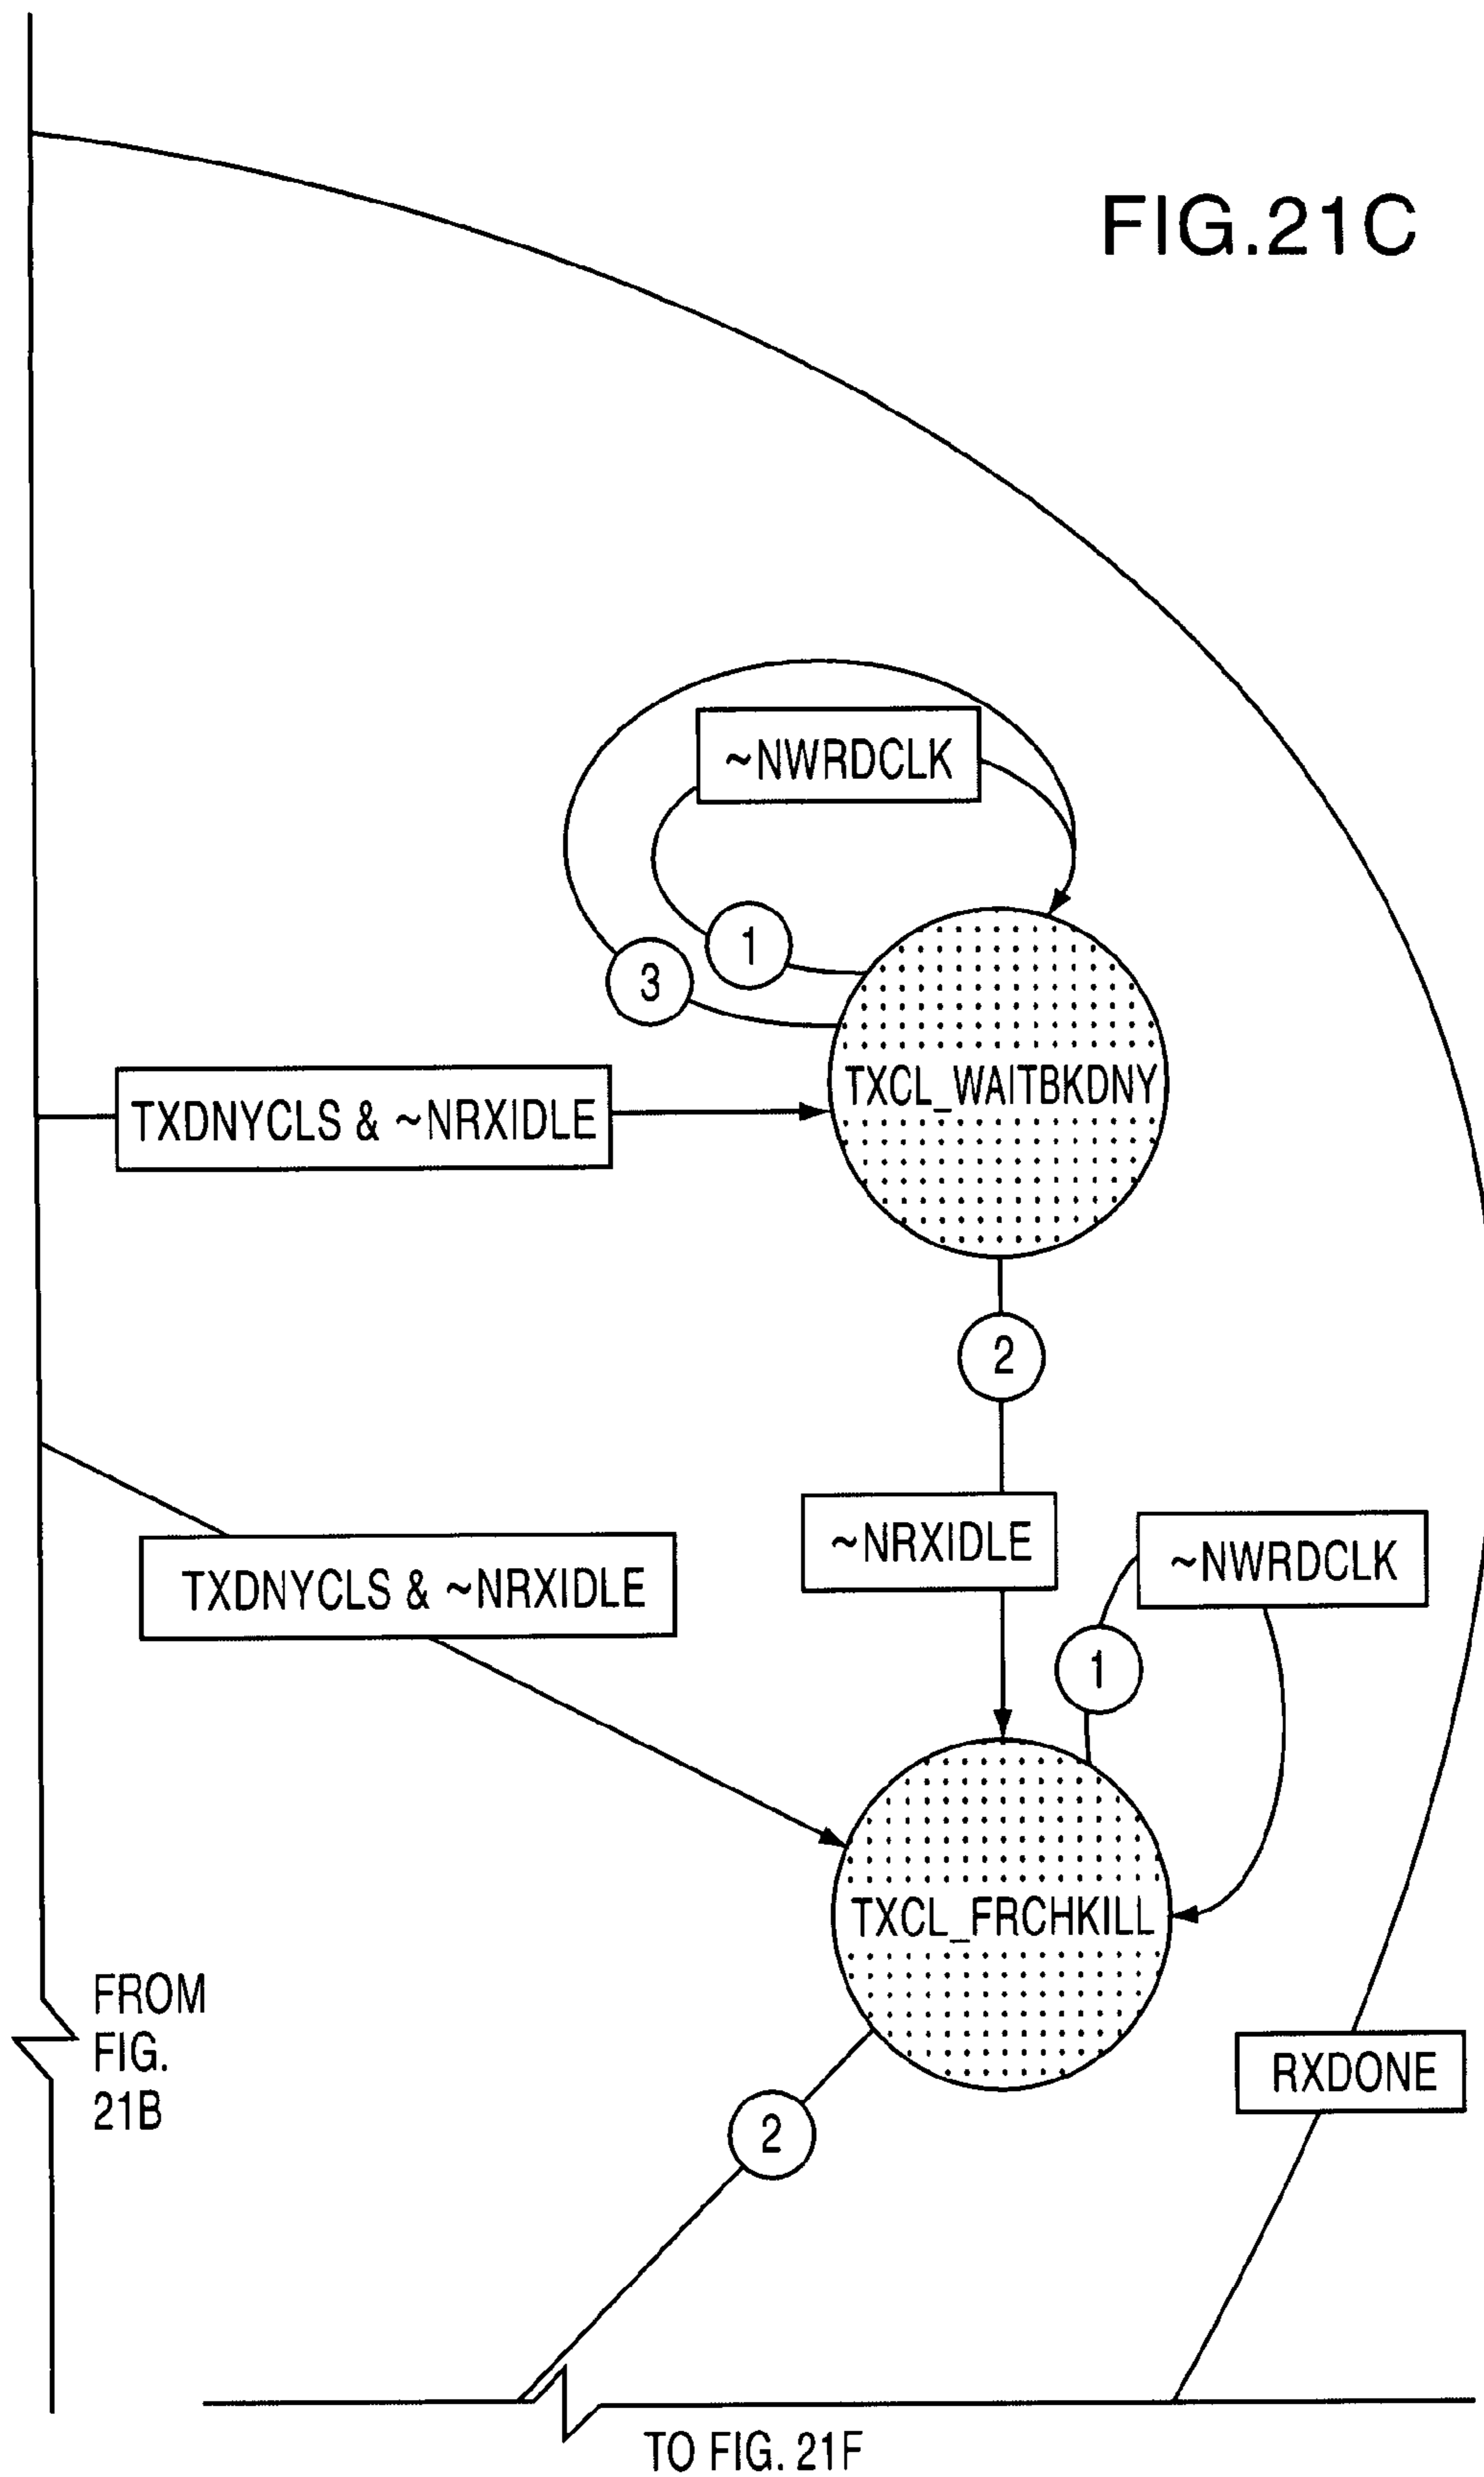 FIG.21C
~NWRDCLK
1
3
TXCL_WAITBKDNY
TXDNYCLS & ~NRXIDLE
2
~NRXIDLE
~NWRDCLK
TXDNYCLS & ~NRXIDLE
1
TXCL_FRCHKILL
FROM
FIG.
21B
RXDONE
2
TO FIG. 21F